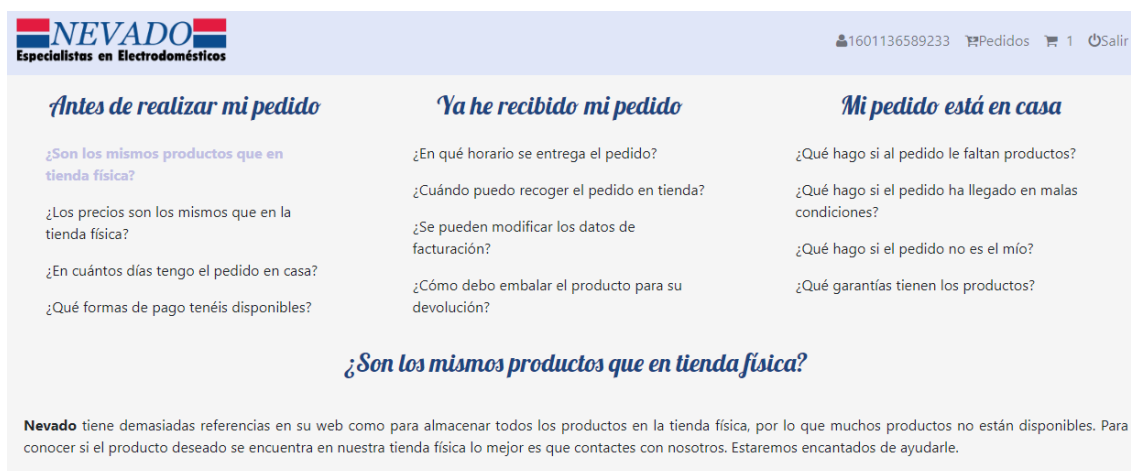 NEVADO
Especialistas en Electrodomésticos
1601136589233 Pedidos 1 Salir
Antes de realizar mi pedido
¿Son los mismos productos que en
tienda física?
¿Los precios son los mismos que en la
tienda física?
¿En cuántos días tengo el pedido en casa?
¿Qué formas de pago tenéis disponibles?
Ya he recibido mi pedido
¿En qué horario se entrega el pedido?
¿Cuándo puedo recoger el pedido en tienda?
¿Se pueden modificar los datos de
facturación?
¿Cómo debo embalar el producto para su
devolución?
Mi pedido está en casa
¿Qué hago si al pedido le faltan productos?
¿Qué hago si el pedido ha llegado en malas
condiciones?
¿Qué hago si el pedido no es el mío?
¿Qué garantías tienen los productos?
¿Son los mismos productos que en tienda física?
Nevado tiene demasiadas referencias en su web como para almacenar todos los productos en la tienda física, por lo que muchos productos no están disponibles. Para
conocer si el producto deseado se encuentra en nuestra tienda física lo mejor es que contactes con nosotros. Estaremos encantados de ayudarle.